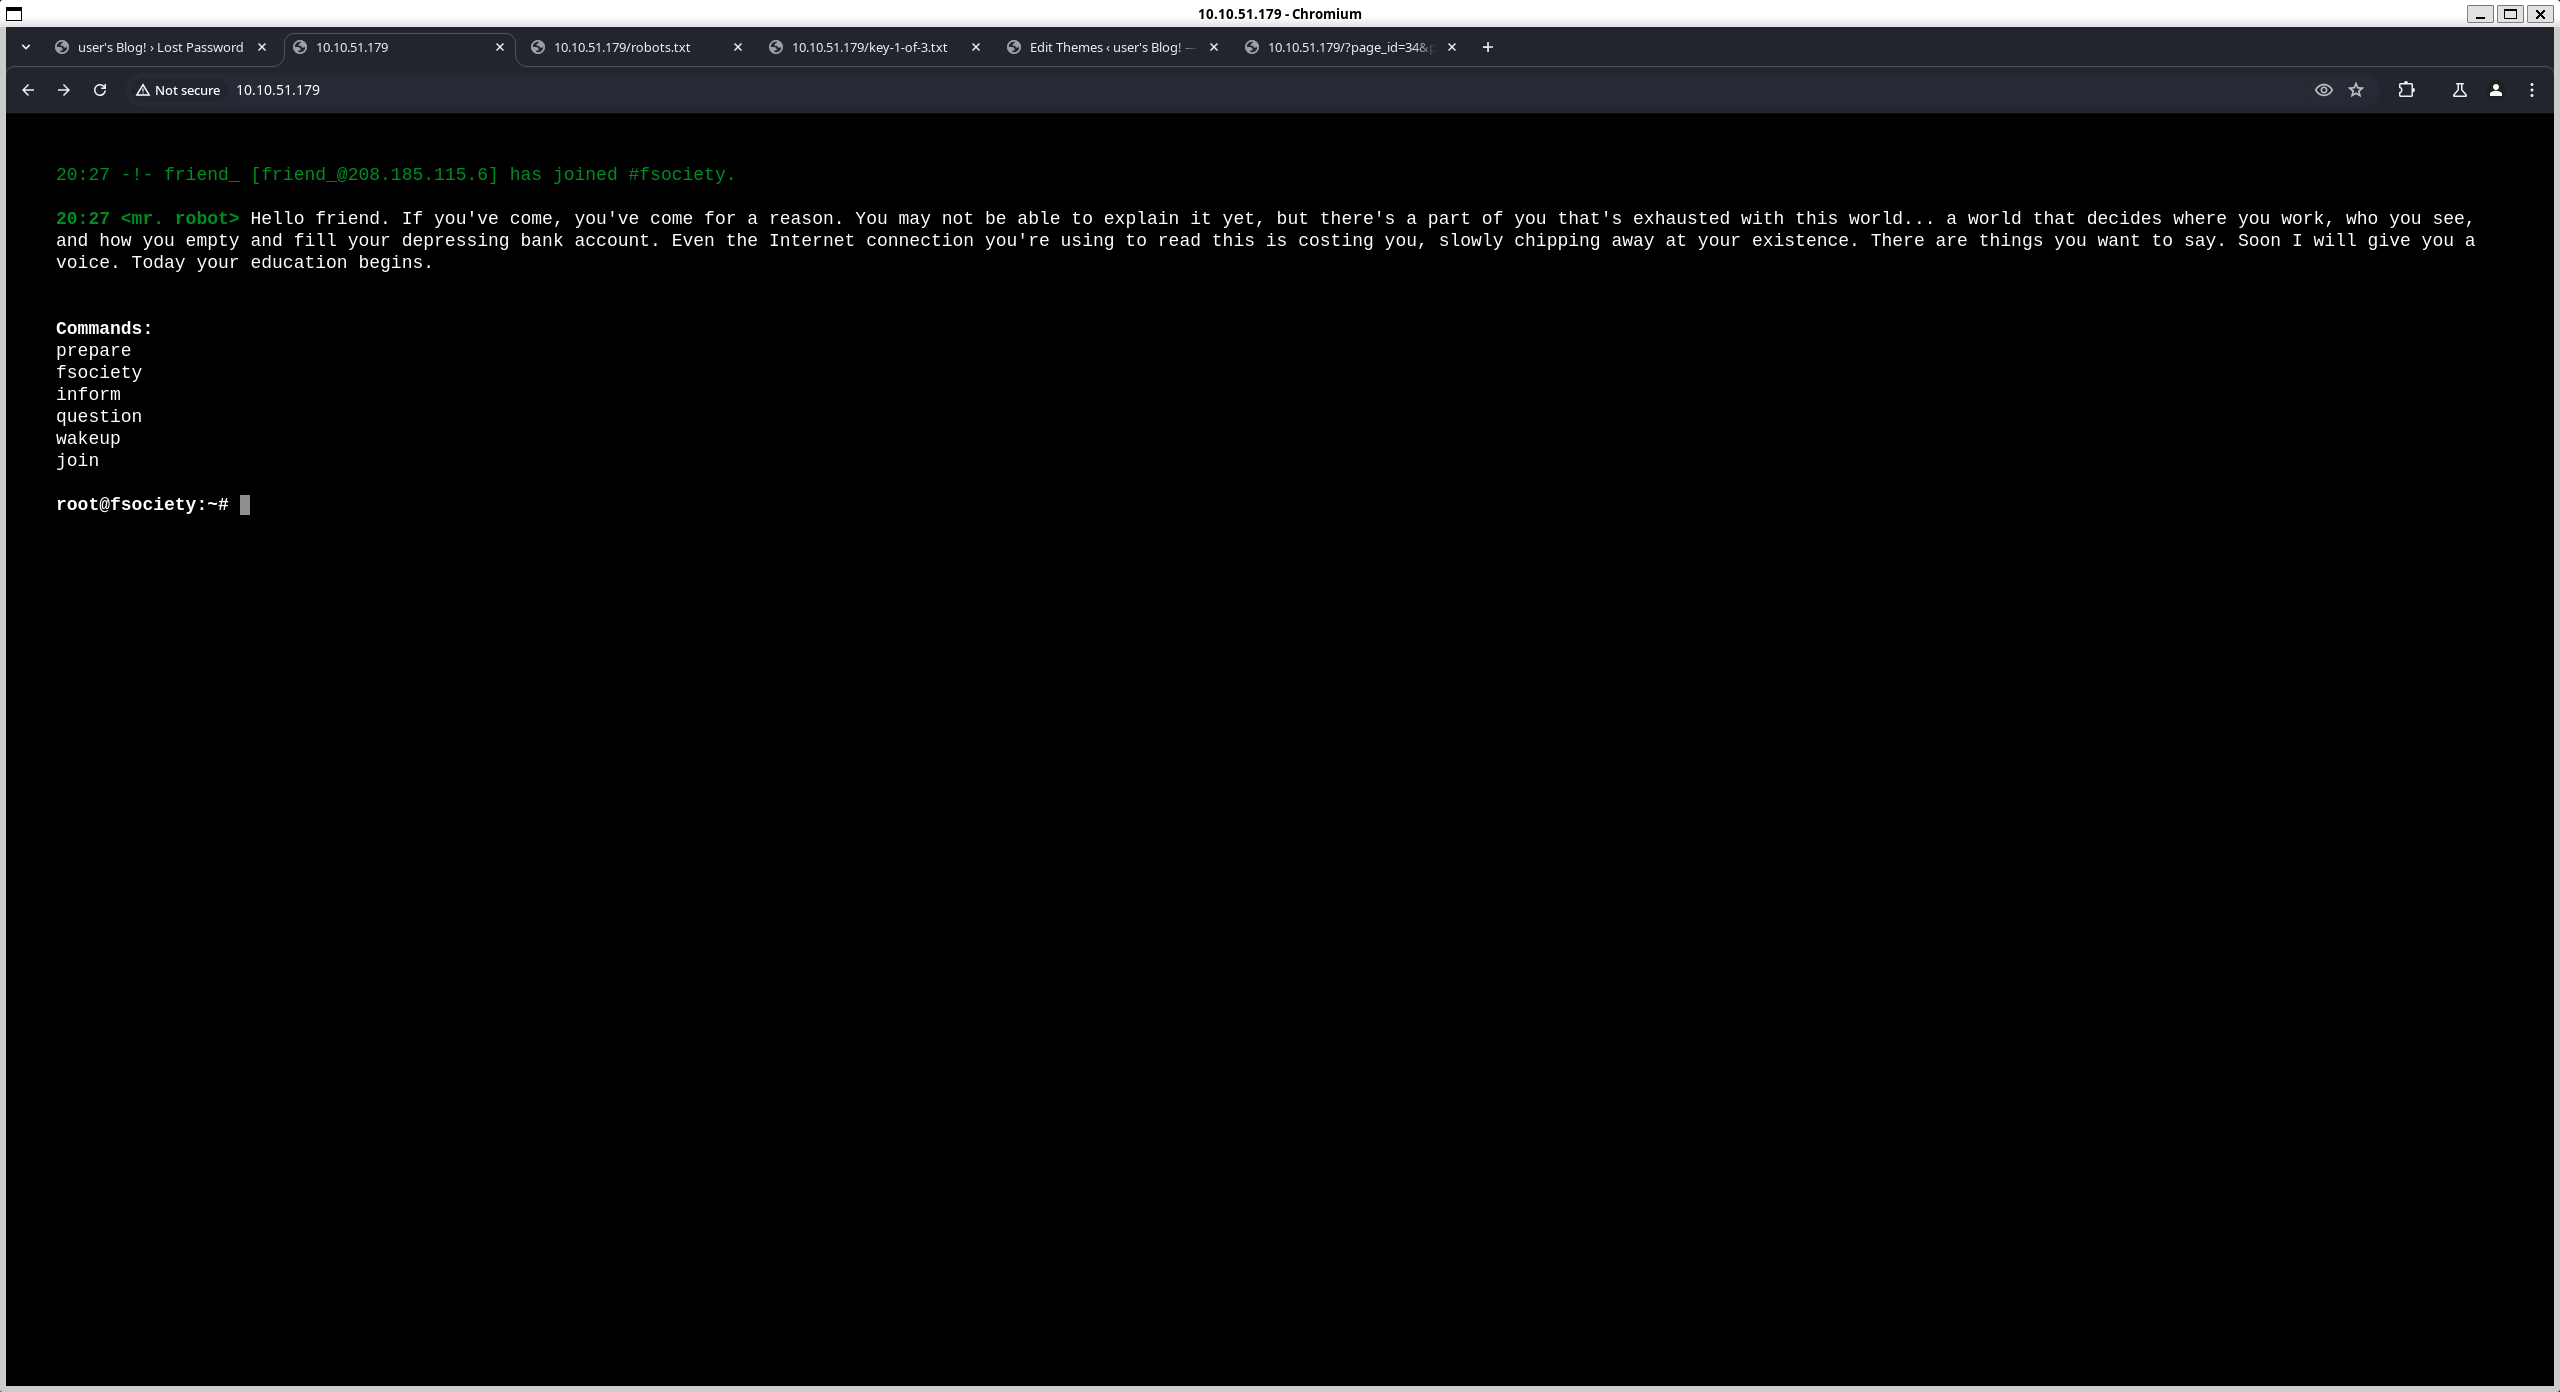 10.10.51.179 - Chromium
user's Blog! › Lost Password
10.10.51.179
10.10.51.179/robots.txt
10.10.51.179/key-1-of-3.txt
Edit Themes ‹ user's Blog! —
10.10.51.179/?page_id=34&p
Not secure
10.10.51.179
20:27 -!- friend_ [friend_@208.185.115.6] has joined #fsociety.
20:27 <mr. robot> Hello friend. If you've come, you've come for a reason. You may not be able to explain it yet, but there's a part of you that's exhausted with this world... a world that decides where you work, who you see,
and how you empty and fill your depressing bank account. Even the Internet connection you're using to read this is costing you, slowly chipping away at your existence. There are things you want to say. Soon I will give you a
voice. Today your education begins.
Commands:
prepare
fsociety
inform
question
wakeup
join
root@fsociety:~#